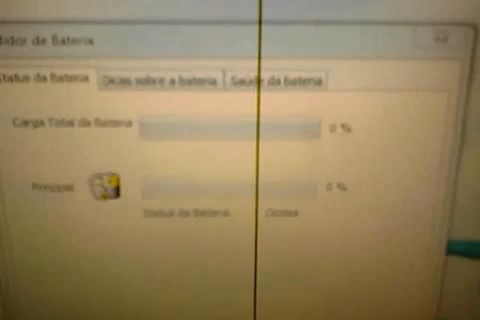 idor de Bateria
Status da Bateria Dicas sobre a bateria Saúde da bateria
Carga Total da Bateria 0 %
Principal 0 %
Status da Bateria: Ociosa